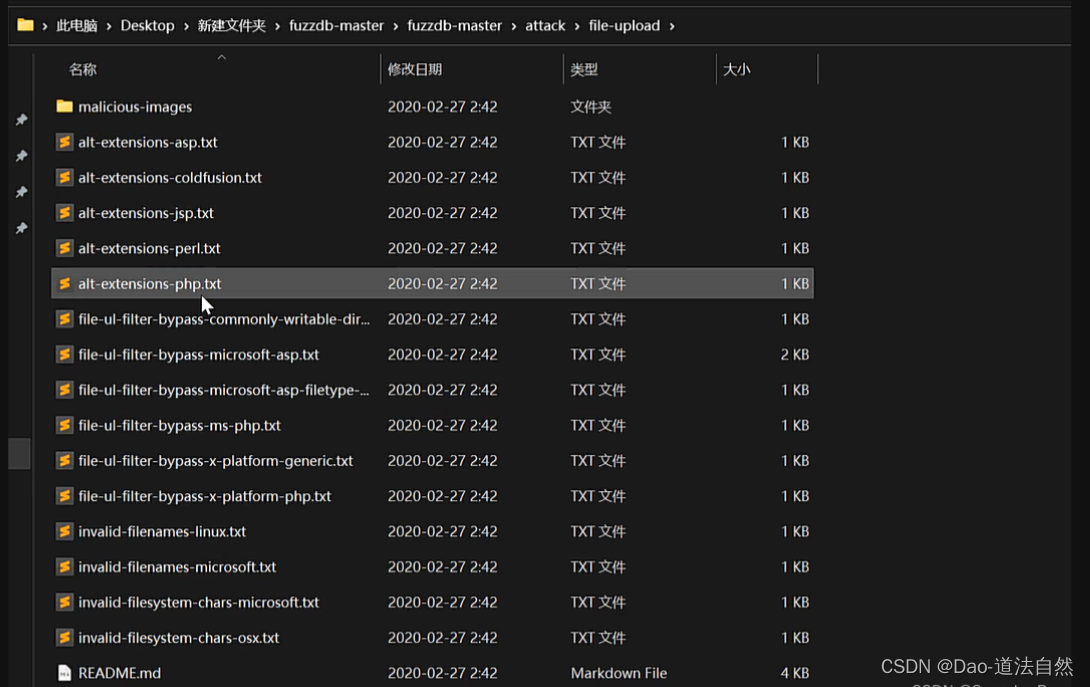 此电脑 › Desktop › 新建文件夹 › fuzzdb-master › fuzzdb-master › attack › file-upload ›
名称 修改日期 类型 大小
malicious-images 2020-02-27 2:42 文件夹
alt-extensions-asp.txt 2020-02-27 2:42 TXT 文件 1 KB
alt-extensions-coldfusion.txt 2020-02-27 2:42 TXT 文件 1 KB
alt-extensions-jsp.txt 2020-02-27 2:42 TXT 文件 1 KB
alt-extensions-perl.txt 2020-02-27 2:42 TXT 文件 1 KB
alt-extensions-php.txt 2020-02-27 2:42 TXT 文件 1 KB
file-ul-filter-bypass-commonly-writable-dir... 2020-02-27 2:42 TXT 文件 1 KB
file-ul-filter-bypass-microsoft-asp.txt 2020-02-27 2:42 TXT 文件 2 KB
file-ul-filter-bypass-microsoft-asp-filetype-... 2020-02-27 2:42 TXT 文件 1 KB
file-ul-filter-bypass-ms-php.txt 2020-02-27 2:42 TXT 文件 1 KB
file-ul-filter-bypass-x-platform-generic.txt 2020-02-27 2:42 TXT 文件 1 KB
file-ul-filter-bypass-x-platform-php.txt 2020-02-27 2:42 TXT 文件 1 KB
invalid-filenames-linux.txt 2020-02-27 2:42 TXT 文件 1 KB
invalid-filenames-microsoft.txt 2020-02-27 2:42 TXT 文件 1 KB
invalid-filesystem-chars-microsoft.txt 2020-02-27 2:42 TXT 文件 1 KB
invalid-filesystem-chars-osx.txt 2020-02-27 2:42 TXT 文件 1 KB
README.md 2020-02-27 2:42 Markdown File 4 KB
CSDN @Dao-道法自然